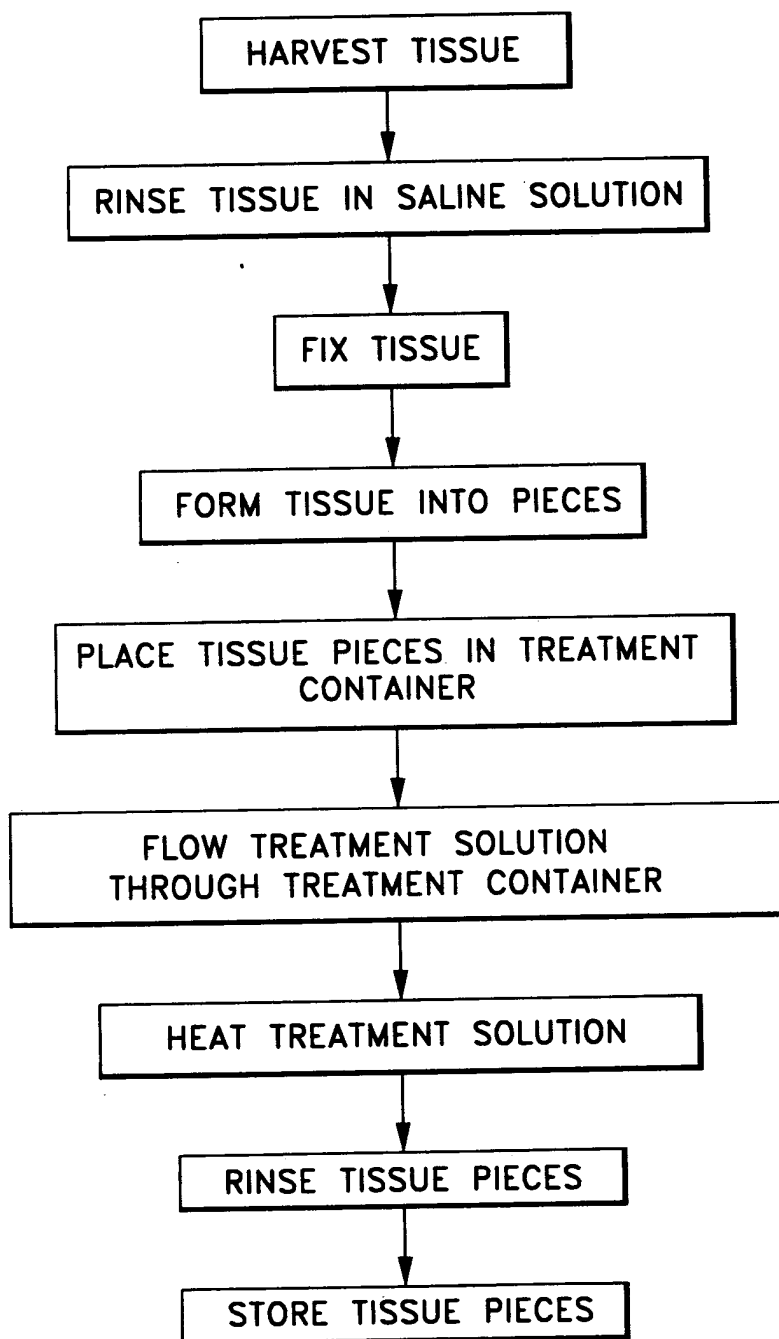 HARVEST TISSUE
RINSE TISSUE IN SALINE SOLUTION
FIX TISSUE
FORM TISSUE INTO PIECES
PLACE TISSUE PIECES IN TREATMENT
CONTAINER
FLOW TREATMENT SOLUTION
THROUGH TREATMENT CONTAINER
HEAT TREATMENT SOLUTION
RINSE TISSUE PIECES
STORE TISSUE PIECES